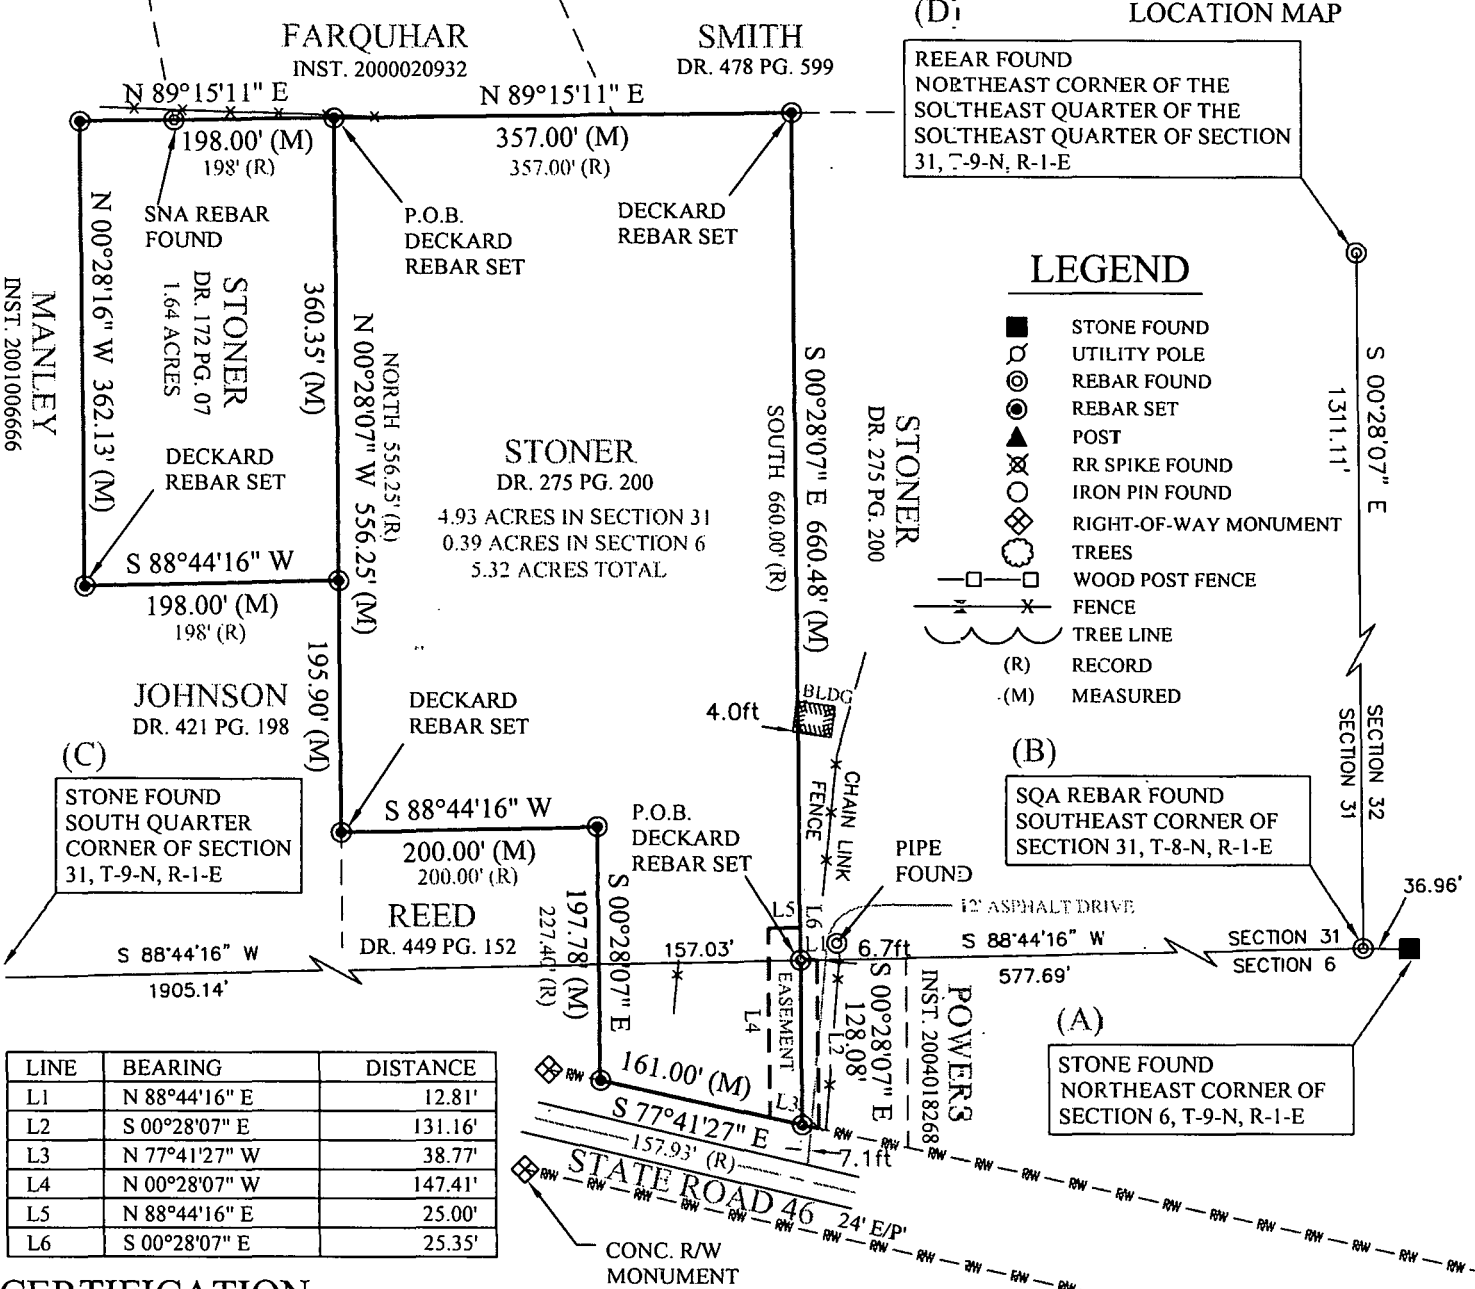 (D)
LOCATION MAP
FARQUHAR
INST. 2000020932
SMITH
DR. 478 PG. 599
REEAR FOUND
NORTHEAST CORNER OF THE
SOUTHEAST QUARTER OF THE
SOUTHEAST QUARTER OF SECTION
31, T-9-N, R-1-E
N 89°15'11" E
198.00' (M)
198' (R)
N 89°15'11" E
357.00' (M)
357.00' (R)
SNA REBAR
FOUND
P.O.B.
DECKARD
REBAR SET
DECKARD
REBAR SET
MANLEY
INST. 2001006666
N 00°28'16" W 362.13' (M)
STONER
DR. 172 PG. 07
1.64 ACRES
360.35' (M)
N 00°28'07" W 556.25' (M)
NORTH 556.25' (R)
DECKARD
REBAR SET
S 88°44'16" W
198.00' (M)
198' (R)
STONER
DR. 275 PG. 200
4.93 ACRES IN SECTION 31
0.39 ACRES IN SECTION 6
5.32 ACRES TOTAL
S 00°28'07" E 660.48' (M)
SOUTH 660.00' (R)
STONER
DR. 275 PG. 200
LEGEND
STONE FOUND
UTILITY POLE
REBAR FOUND
REBAR SET
POST
RR SPIKE FOUND
IRON PIN FOUND
RIGHT-OF-WAY MONUMENT
TREES
WOOD POST FENCE
FENCE
TREE LINE
(R) RECORD
(M) MEASURED
S 00°28'07" E
1311.11'
SECTION 32
SECTION 31
JOHNSON
DR. 421 PG. 198
195.90' (M)
DECKARD
REBAR SET
4.0ft
BLDG
CHAIN LINK
FENCE
(C)
STONE FOUND
SOUTH QUARTER
CORNER OF SECTION
31, T-9-N, R-1-E
(B)
SQA REBAR FOUND
SOUTHEAST CORNER OF
SECTION 31, T-8-N, R-1-E
S 88°44'16" W
200.00' (M)
200.00' (R)
P.O.B.
DECKARD
REBAR SET
PIPE
FOUND
12' ASPHALT DRIVE
36.96'
REED
DR. 449 PG. 152
S 00°28'07" E
197.78' (M)
227.40' (R)
S 88°44'16" W
1905.14'
157.03'
L5
L6
L1
6.7ft
S 88°44'16" W
577.69'
SECTION 31
SECTION 6
EASEMENT
L4
L2
L3
S 00°28'07" E
128.08'
POWERS
INST. 2004018268
(A)
STONE FOUND
NORTHEAST CORNER OF
SECTION 6, T-9-N, R-1-E
LINE BEARING DISTANCE
L1 N 88°44'16" E 12.81'
L2 S 00°28'07" E 131.16'
L3 N 77°41'27" W 38.77'
L4 N 00°28'07" W 147.41'
L5 N 88°44'16" E 25.00'
L6 S 00°28'07" E 25.35'
R/W
161.00' (M)
S 77°41'27" E
157.93' (R)
7.1ft
R/W R/W R/W R/W R/W R/W R/W R/W R/W R/W
STATE ROAD 46
24' E/P'
R/W R/W R/W R/W R/W R/W R/W R/W R/W R/W R/W R/W
CONC. R/W
MONUMENT
CERTIFICATION